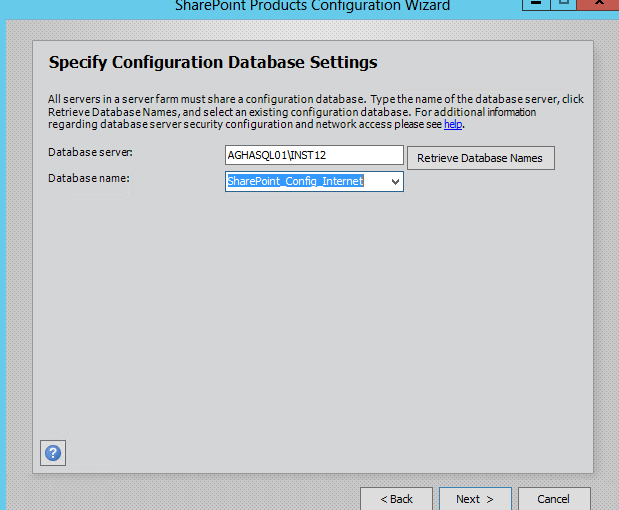 SharePoint Products Configuration Wizard
Specify Configuration Database Settings
All servers in a server farm must share a configuration database. Type the name of the database server, click
Retrieve Database Names, and select an existing configuration database. For additional information
regarding database server security configuration and network access please see help.
Database server: AGHASQL01\INST12 Retrieve Database Names
Database name: SharePoint_Config_Internet
?
< Back Next > Cancel